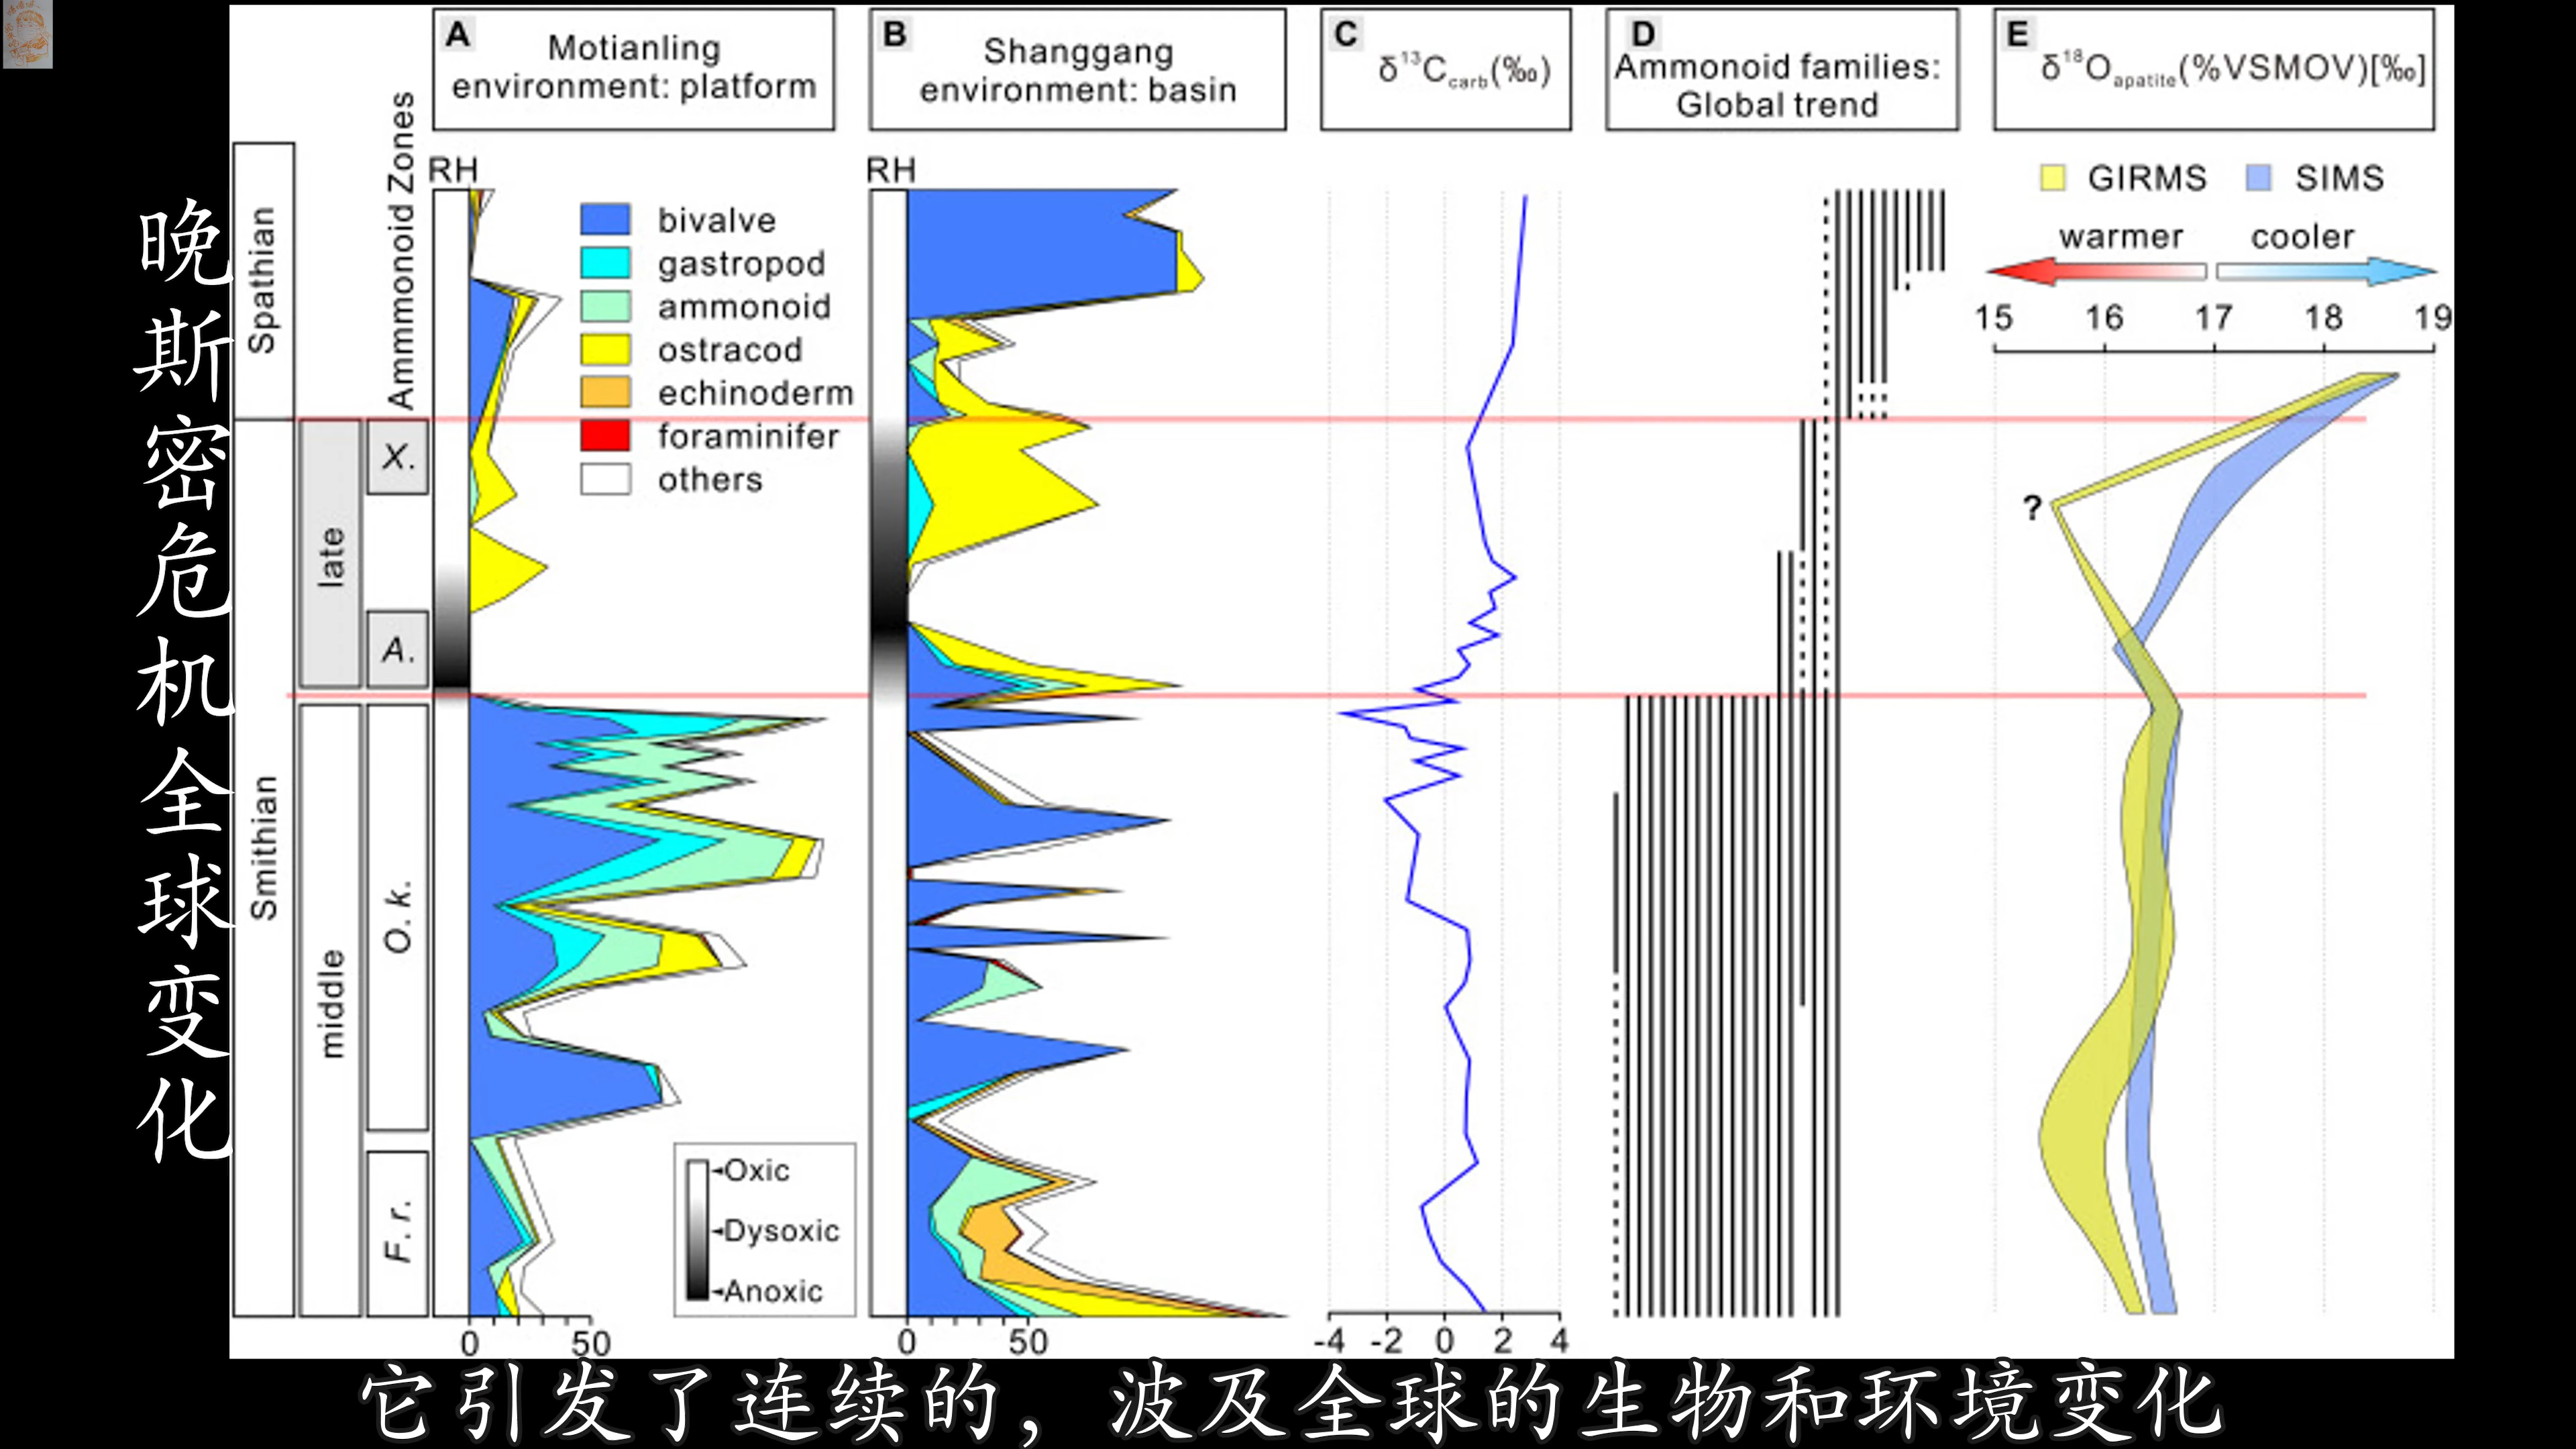 A
Motianling
environment: platform
B
Shanggang
environment: basin
C
δ¹³Ccarb(‰)
D
Ammonoid families:
Global trend
E
δ¹⁸Oapatite(%VSMOV)[‰]
晚斯密危机全球变化
Spathian
Smithian
late
middle
Ammmonoid Zones
X.
A.
O. k.
F. r.
RH
bivalve
gastropod
ammonoid
ostracod
echinoderm
foraminifer
others
Oxic
Dysoxic
Anoxic
0 50
RH
0 50
-4 -2 0 2 4
GIRMS SIMS
warmer cooler
15 16 17 18 19
?
它引发了连续的，波及全球的生物和环境变化